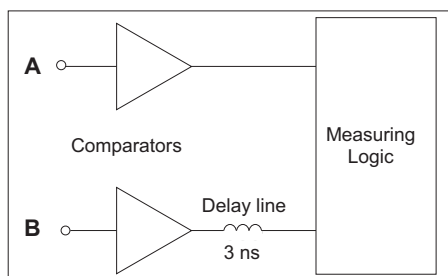 A
Comparators
Measuring
Logic
B
Delay line
3 ns